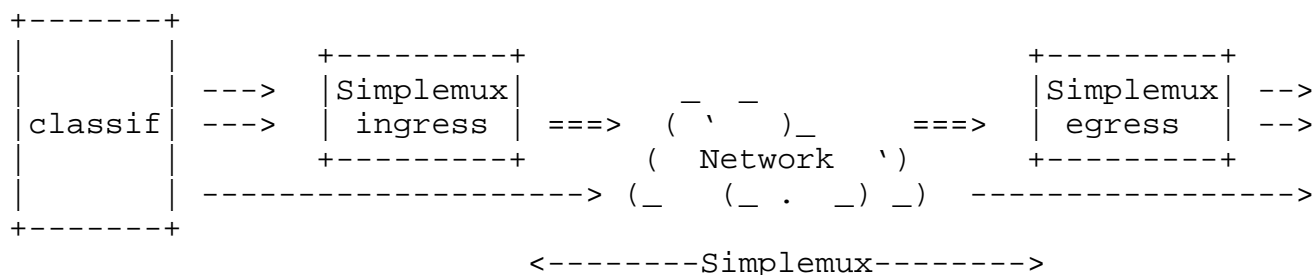 +-------+
|       |      +---------+                        +---------+
|       | ---> |Simplemux|         _  _           |Simplemux| -->
|classif| ---> | ingress | ===>  ( `   )_    ===> | egress  | -->
|       |      +---------+      (  Network  `)    +---------+
|       | -------------------> (_   (_ .  _) _)  ----------------->
+-------+
<--------Simplemux-------->